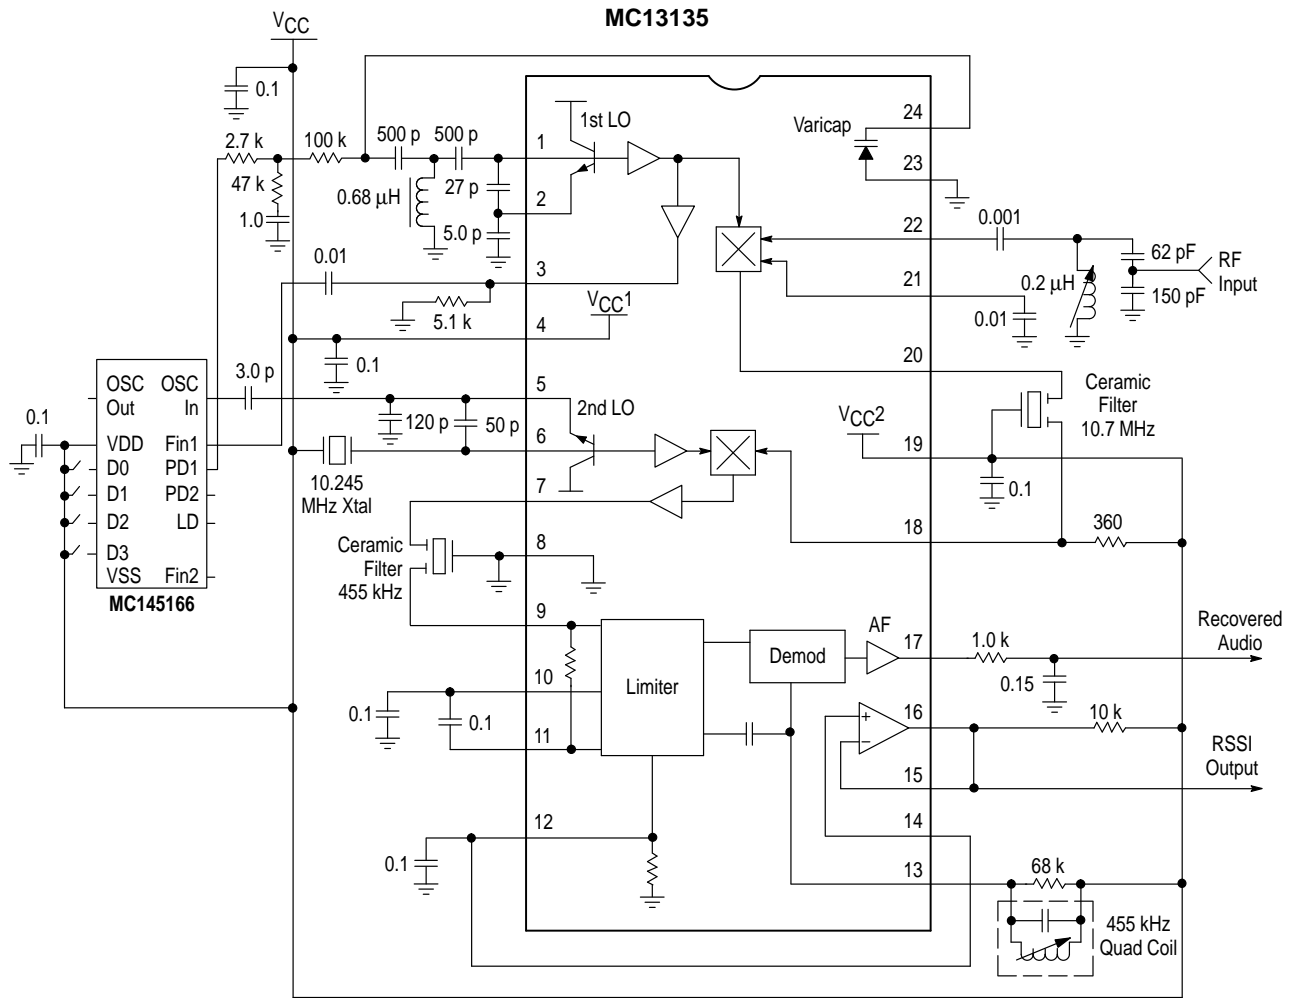 MC13135
VCC
0.1
2.7 k
100 k
500 p
500 p
47 k
1.0
0.68 µH
27 p
5.0 p
1
1st LO
2
3
0.01
5.1 k
VCC1
4
0.1
Varicap
24
23
22
0.001
62 pF
RF
Input
150 pF
0.2 µH
21
0.01
20
Ceramic
Filter
10.7 MHz
VCC2
19
0.1
18
360
OSC
Out
OSC
In
VDD
Fin1
D0
PD1
D1
PD2
D2
LD
D3
VSS
Fin2
MC145166
0.1
3.0 p
5
2nd LO
120 p
50 p
6
10.245
MHz Xtal
7
Ceramic
Filter
455 kHz
8
9
10
0.1
0.1
11
Limiter
Demod
AF
17
1.0 k
0.15
Recovered
Audio
+
–
16
10 k
15
RSSI
Output
14
12
0.1
13
68 k
455 kHz
Quad Coil